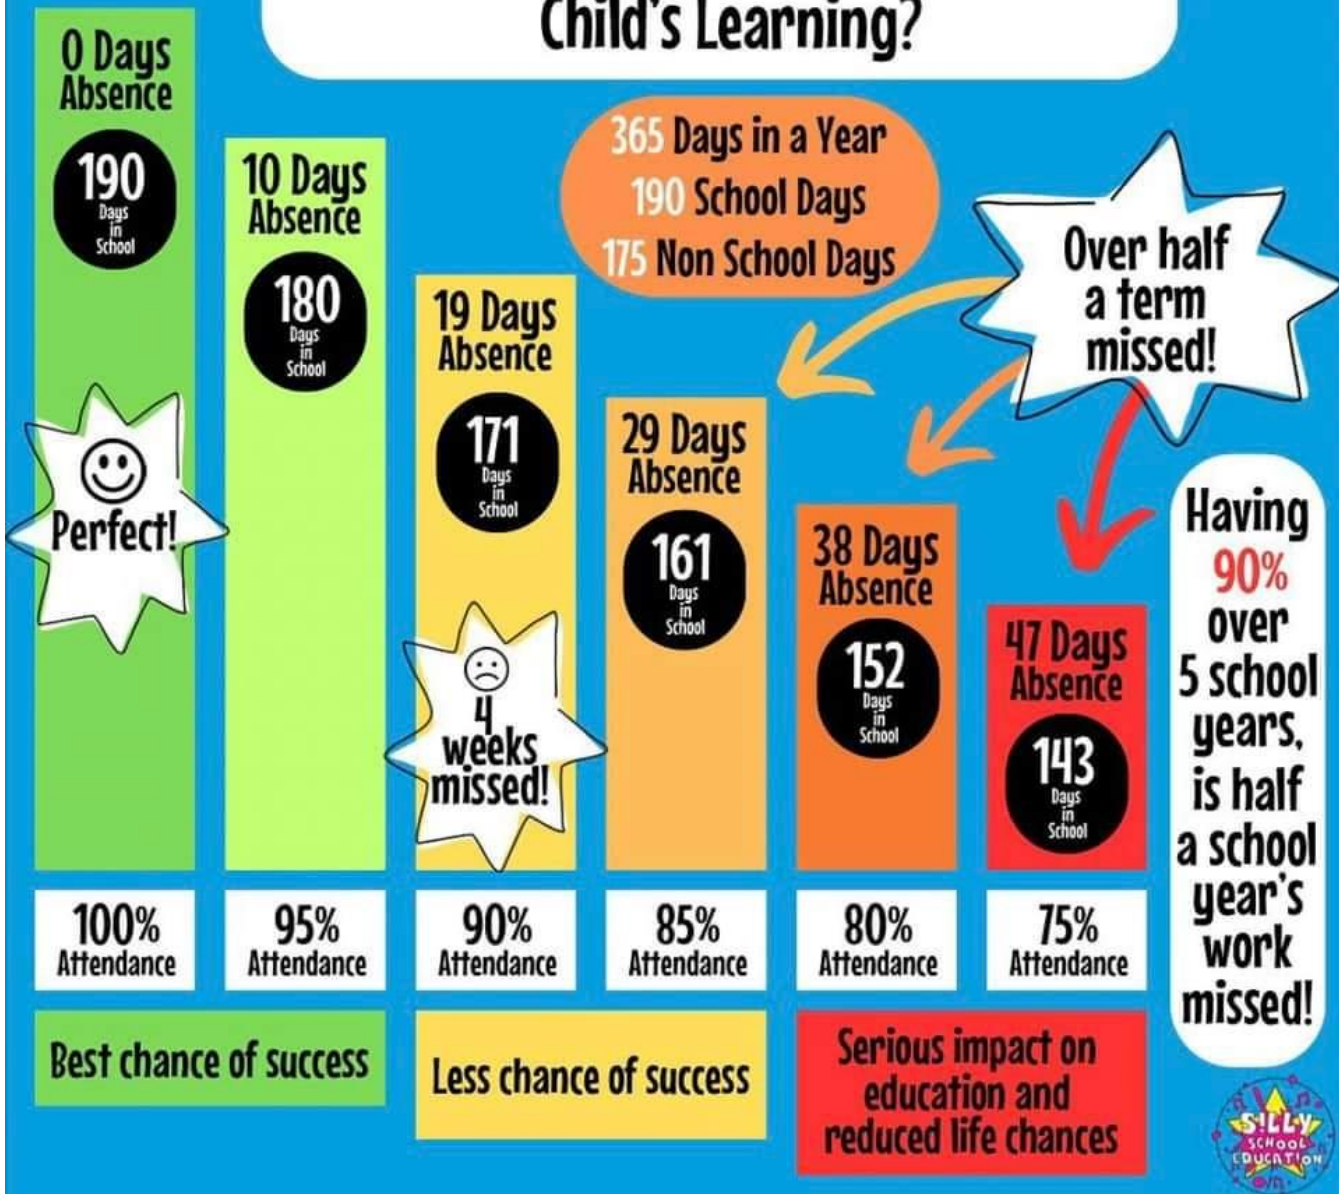 Child's Learning?
0 Days
Absence
190
Days
in
School
Perfect!
100%
Attendance
10 Days
Absence
180
Days
in
School
95%
Attendance
Best chance of success
365 Days in a Year
190 School Days
175 Non School Days
19 Days
Absence
171
Days
in
School
4
weeks
missed!
90%
Attendance
29 Days
Absence
161
Days
in
School
85%
Attendance
Less chance of success
Over half
a term
missed!
38 Days
Absence
152
Days
in
School
80%
Attendance
47 Days
Absence
143
Days
in
School
75%
Attendance
Serious impact on
education and
reduced life chances
Having
90%
over
5 school
years,
is half
a school
year's
work
missed!
S!LLY
SCHOOL
EDUCAT!ON